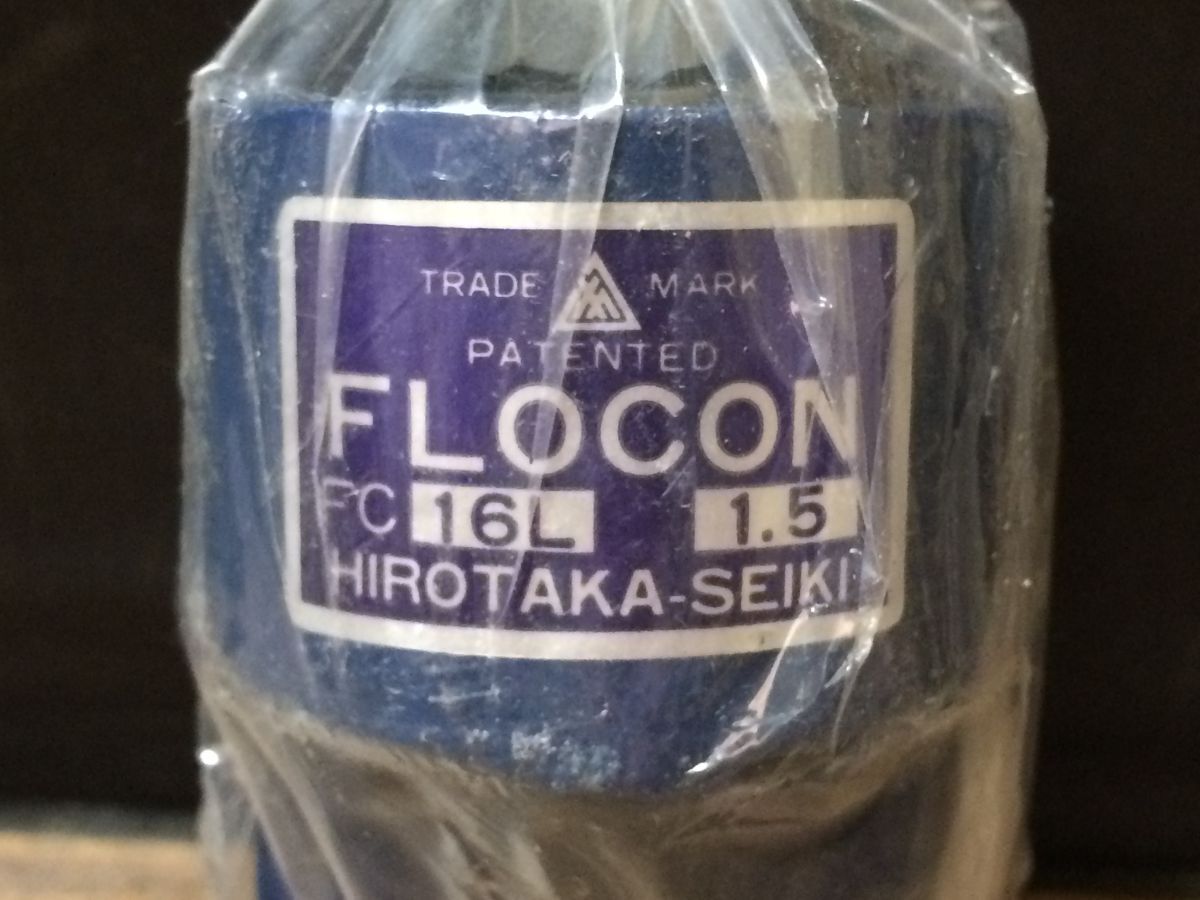 TRADE MARK
PATENTED
FLOCON
FC 16L 1.5
HIROTAKA-SEIKI